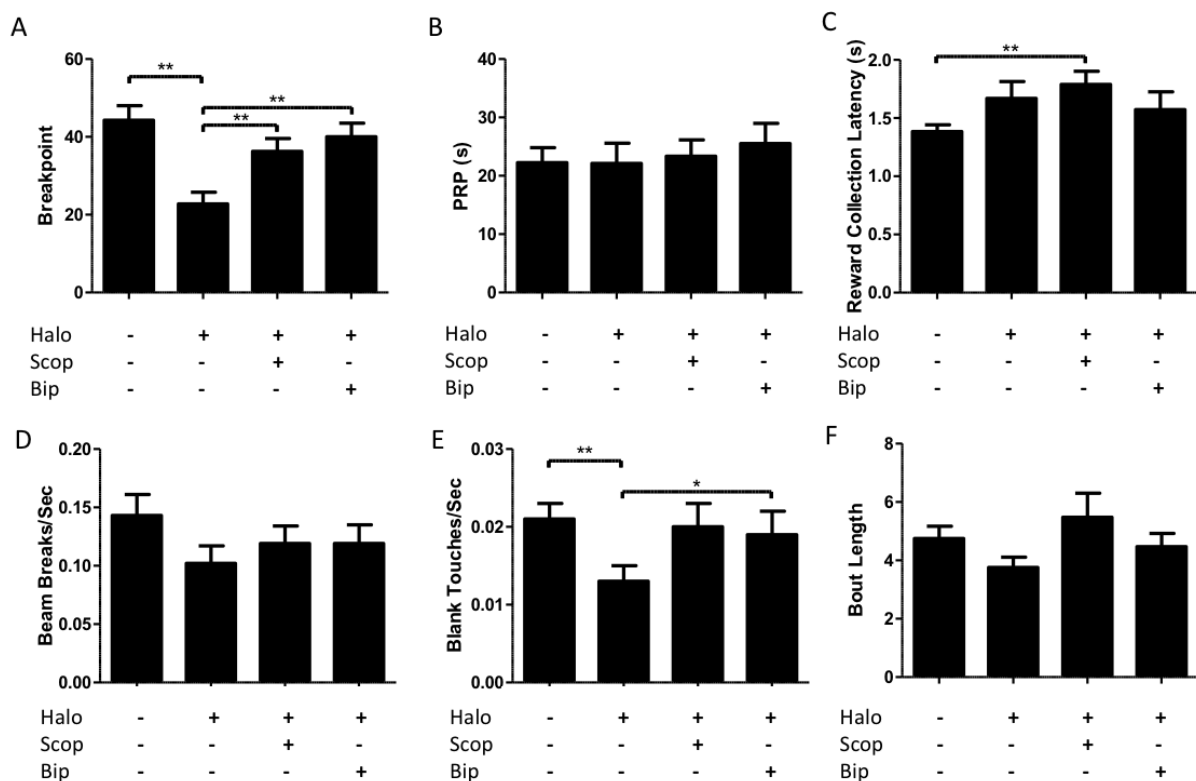 A
Breakpoint
60
40
20
0
**
**
**
Halo - + + +
Scop - - + -
Bip - - - +
B
PRP (s)
40
30
20
10
0
Halo - + + +
Scop - - + -
Bip - - - +
C
Reward Collection Latency (s)
2.0
1.5
1.0
0.5
0.0
**
Halo - + + +
Scop - - + -
Bip - - - +
D
Beam Breaks/Sec
0.20
0.15
0.10
0.05
0.00
Halo - + + +
Scop - - + -
Bip - - - +
E
Blank Touches/Sec
0.03
0.02
0.01
0.00
**
*
Halo - + + +
Scop - - + -
Bip - - - +
F
Bout Length
8
6
4
2
0
Halo - + + +
Scop - - + -
Bip - - - +